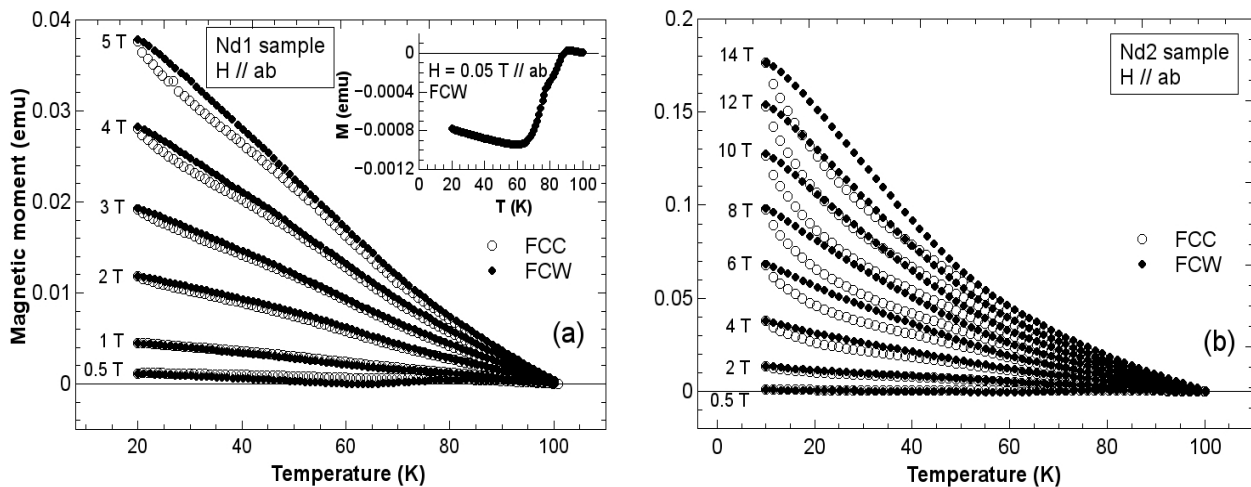 0.04
0.03
0.02
0.01
0
Magnetic moment (emu)
5 T
4 T
3 T
2 T
1 T
0.5 T
Nd1 sample
H // ab
0
−0.0004
−0.0008
−0.0012
M (emu)
H = 0.05 T // ab
FCW
0 20 40 60 80 100
T (K)
FCC
FCW
(a)
20 40 60 80 100
Temperature (K)
0.2
0.15
0.1
0.05
0
14 T
12 T
10 T
8 T
6 T
4 T
2 T
0.5 T
Nd2 sample
H // ab
FCC
FCW
(b)
0 20 40 60 80 100
Temperature (K)